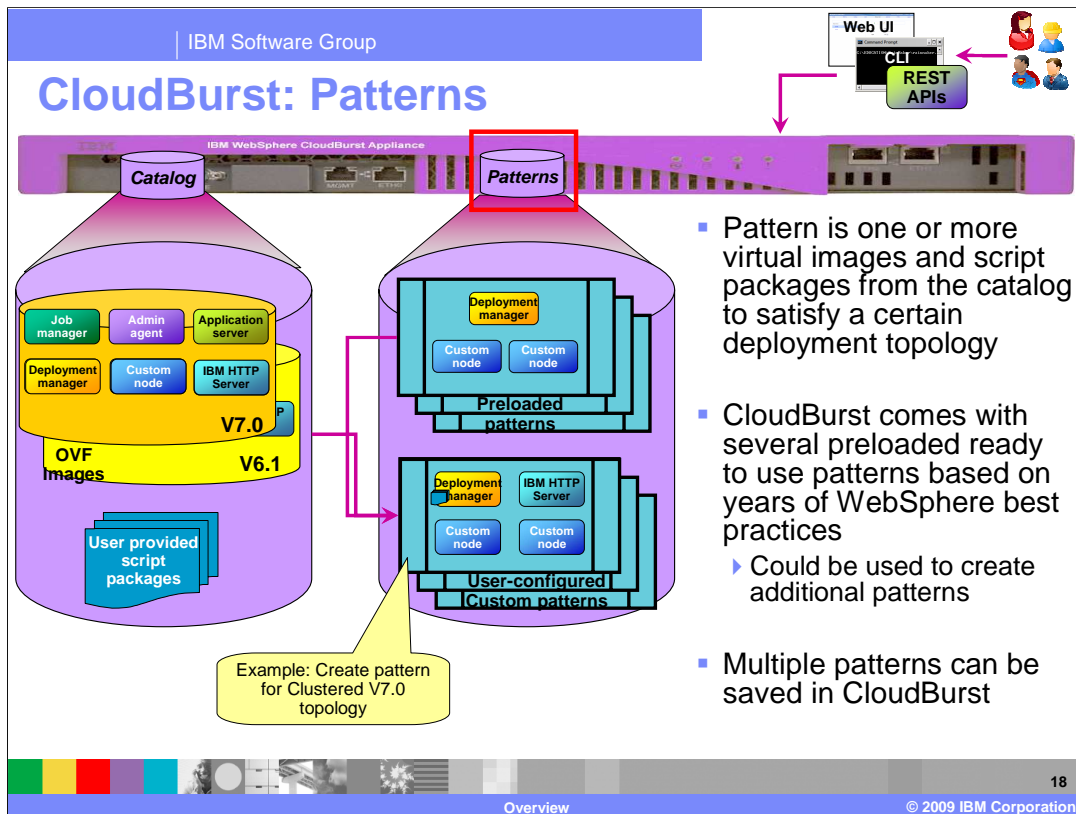 IBM Software Group
Web UI
CLI
REST
APIs
CloudBurst: Patterns
IBM
IBM WebSphere CloudBurst Appliance
MGMT
ETHR
Catalog
Patterns
Job
manager
Admin
agent
Application
server
Deployment
manager
Custom
node
IBM HTTP
Server
V7.0
P
OVF
Images
V6.1
User provided
script
packages
Deployment
manager
Custom
node
Custom
node
Preloaded
patterns
Deployment
manager
IBM HTTP
Server
Custom
node
Custom
node
User-configured
Custom patterns
Example: Create pattern
for Clustered V7.0
topology
Pattern is one or more
virtual images and script
packages from the catalog
to satisfy a certain
deployment topology
CloudBurst comes with
several preloaded ready
to use patterns based on
years of WebSphere best
practices
Could be used to create
additional patterns
Multiple patterns can be
saved in CloudBurst
18
Overview
© 2009 IBM Corporation